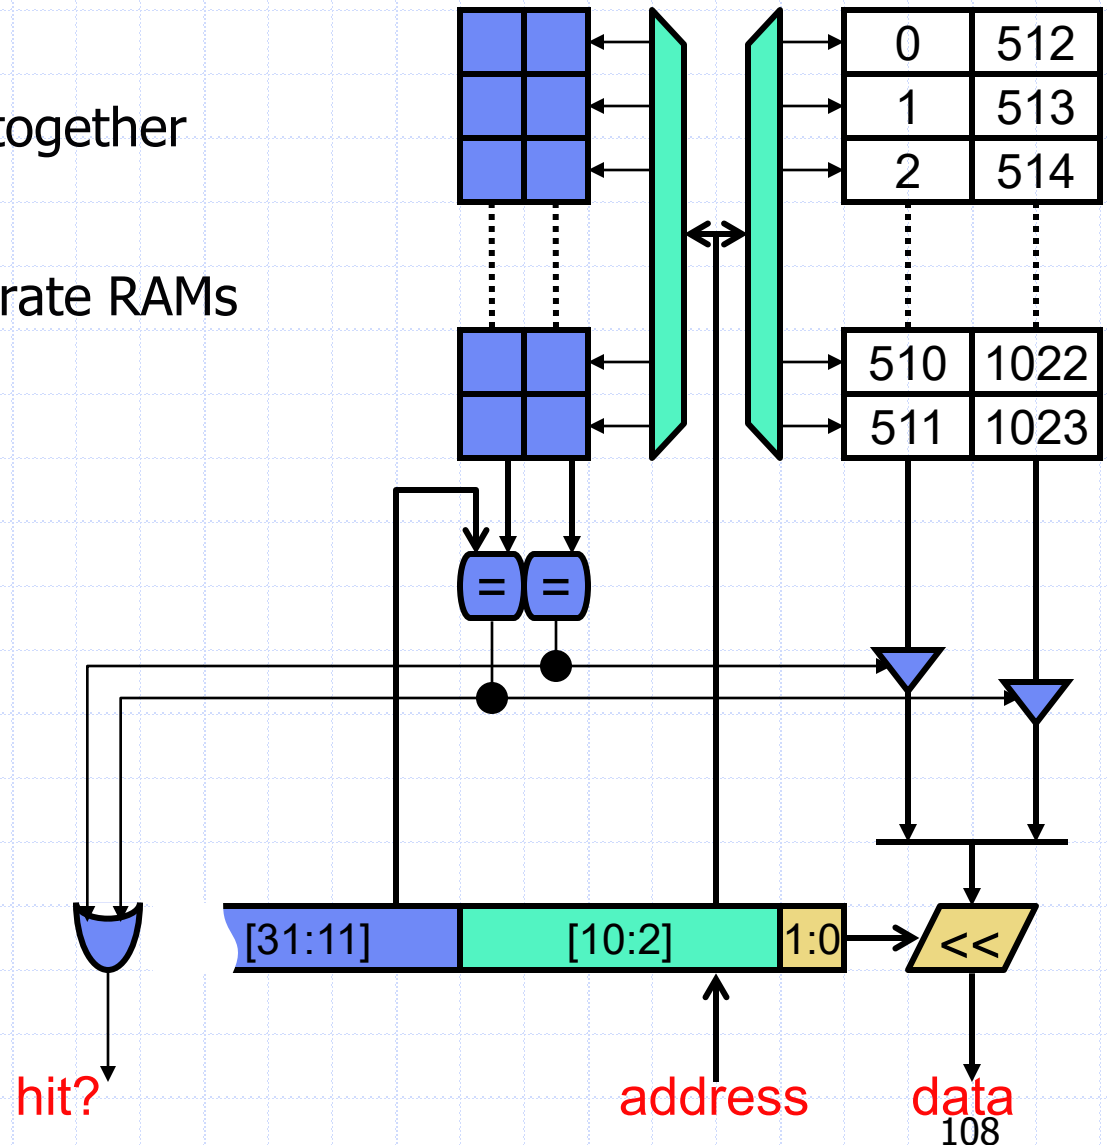 0 512
together
1 513
2 514
rate RAMs
510 1022
511 1023
= =
[31:11] [10:2] 1:0 <<
hit? address data
108